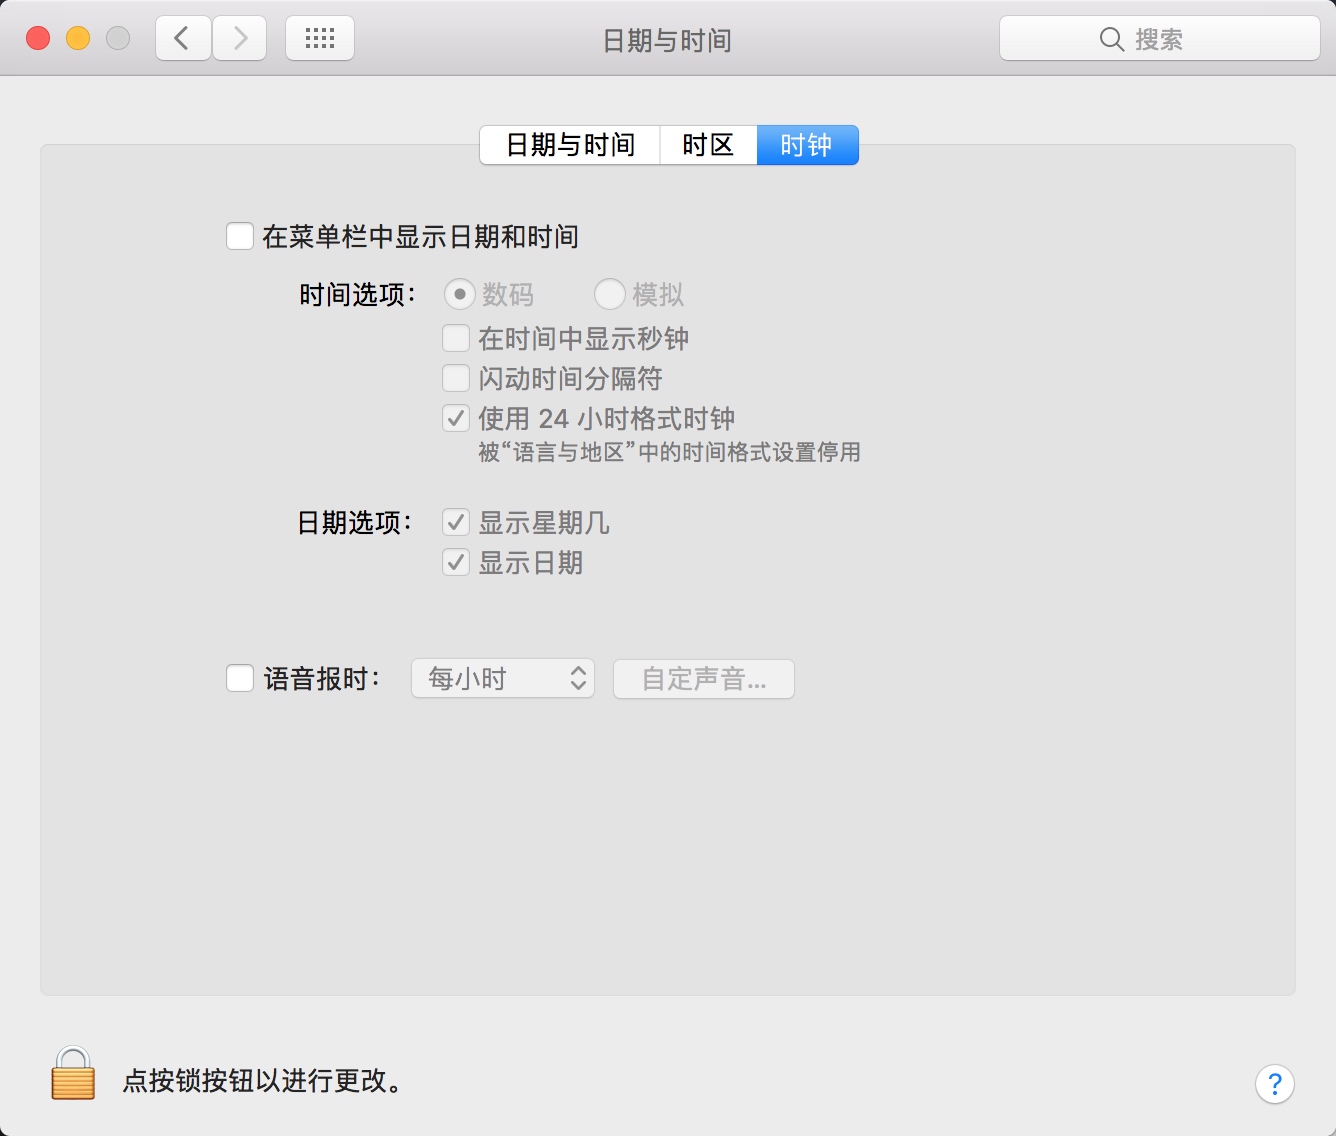 日期与时间
搜索
日期与时间 时区 时钟
在菜单栏中显示日期和时间
时间选项： 数码 模拟
在时间中显示秒钟
闪动时间分隔符
使用 24 小时格式时钟
被“语言与地区”中的时间格式设置停用
日期选项： 显示星期几
显示日期
语音报时： 每小时 自定声音...
点按锁按钮以进行更改。
?